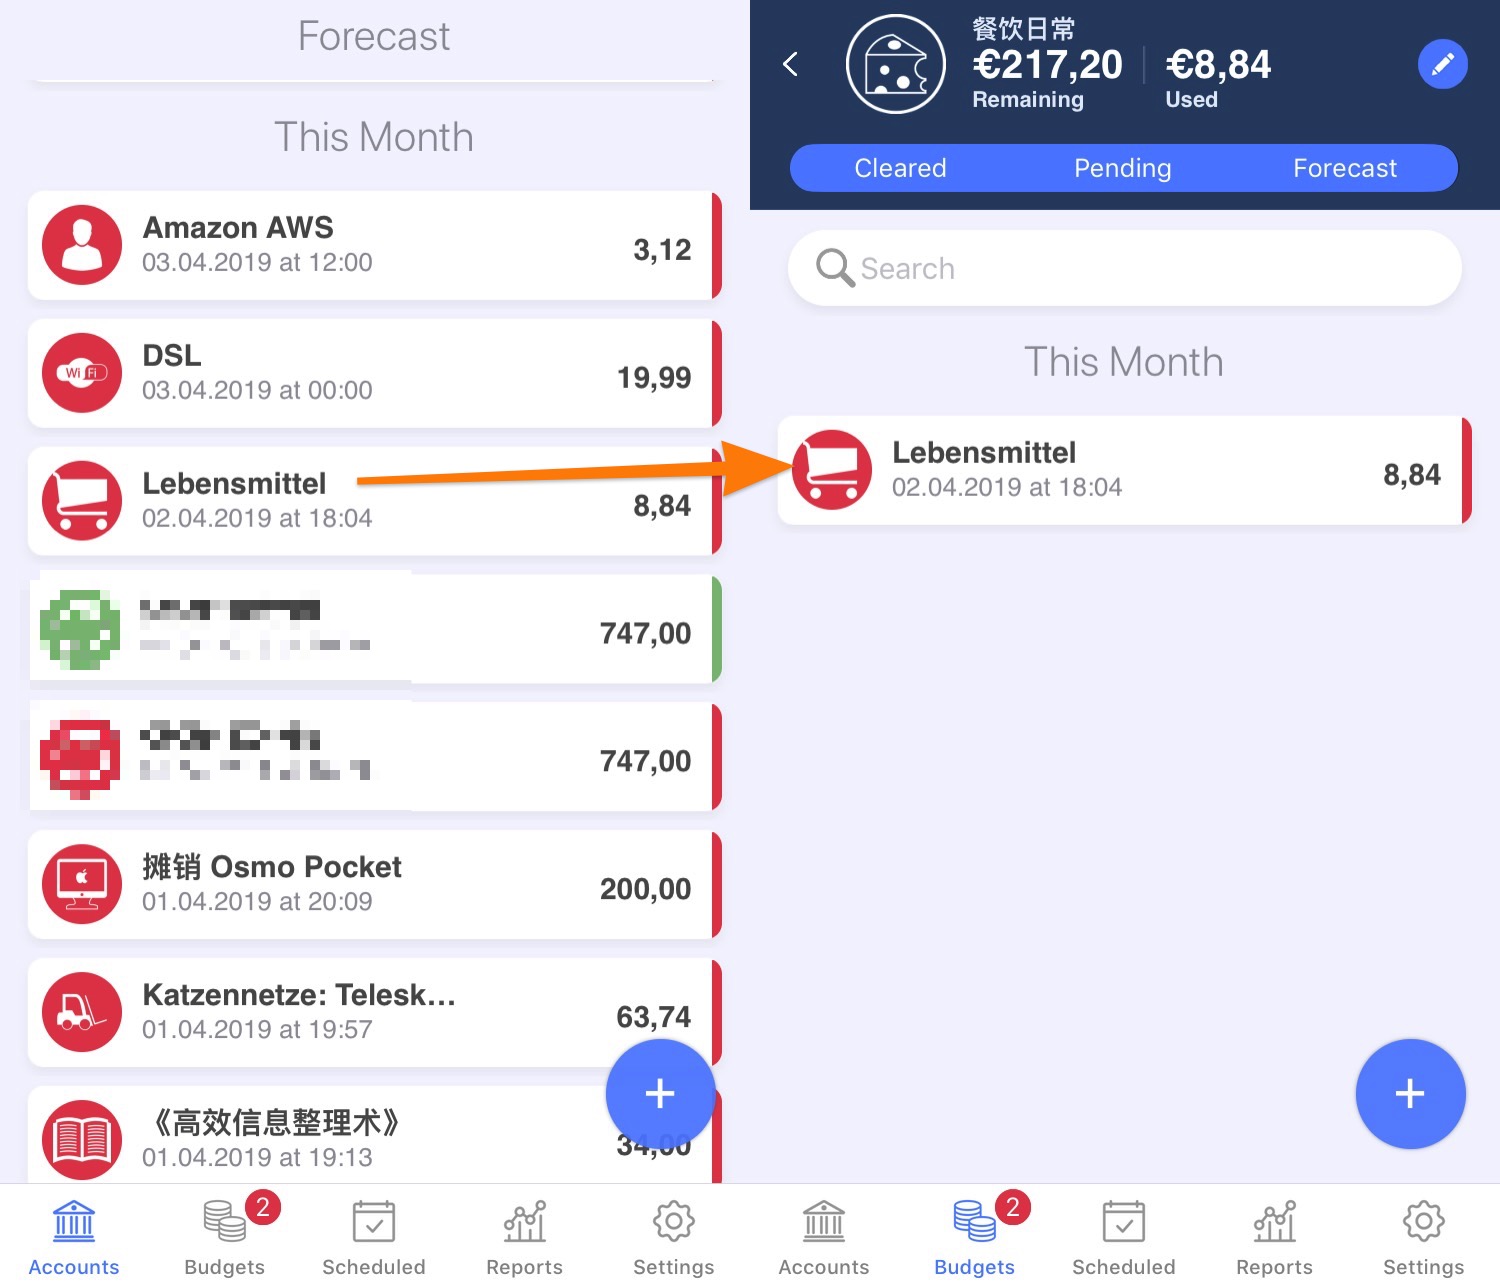 Forecast
This Month
Amazon AWS
03.04.2019 at 12:00
3,12
Wi Fi
DSL
03.04.2019 at 00:00
19,99
Lebensmittel
02.04.2019 at 18:04
8,84
747,00
747,00
摊销 Osmo Pocket
01.04.2019 at 20:09
200,00
Katzennetze: Telesk...
01.04.2019 at 19:57
63,74
+
《高效信息整理术》
01.04.2019 at 19:13
34,00
2
Accounts
Budgets
Scheduled
Reports
Settings
餐饮日常
€217,20
Remaining
€8,84
Used
Cleared
Pending
Forecast
Search
This Month
Lebensmittel
02.04.2019 at 18:04
8,84
+
2
Accounts
Budgets
Scheduled
Reports
Settings